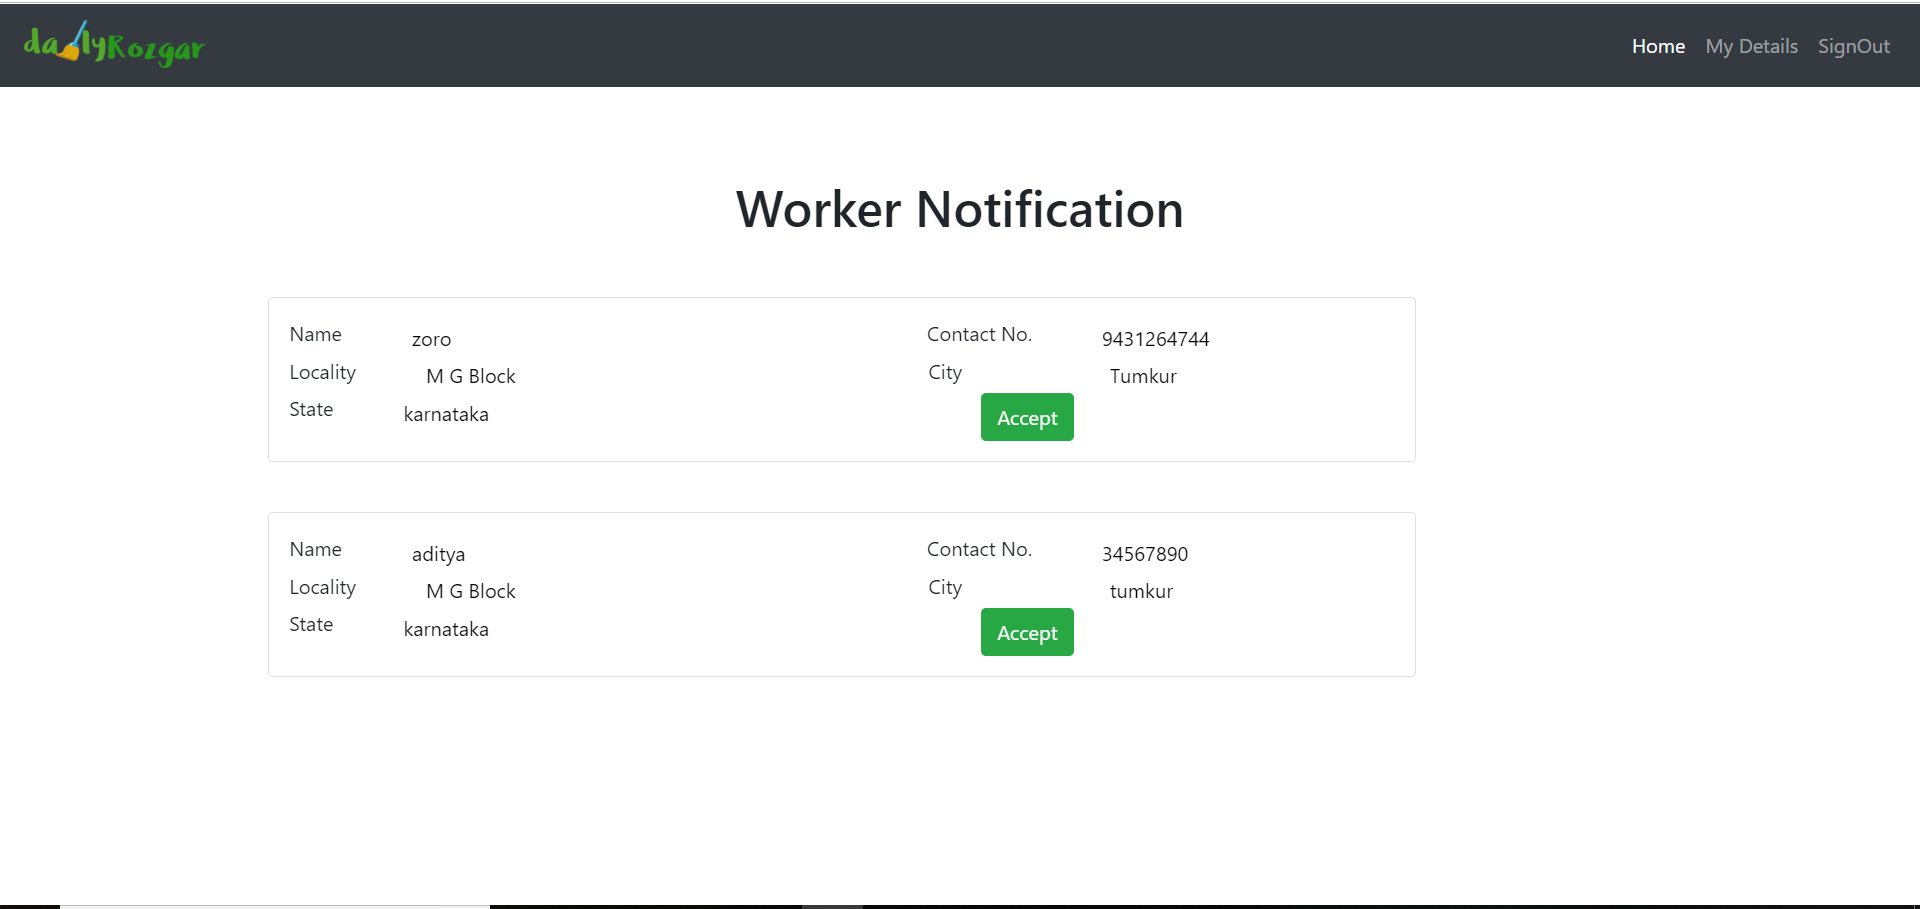 dailyRozgar
Home My Details SignOut
Worker Notification
Name zoro Contact No. 9431264744
Locality M G Block City Tumkur
State karnataka Accept
Name aditya Contact No. 34567890
Locality M G Block City tumkur
State karnataka Accept